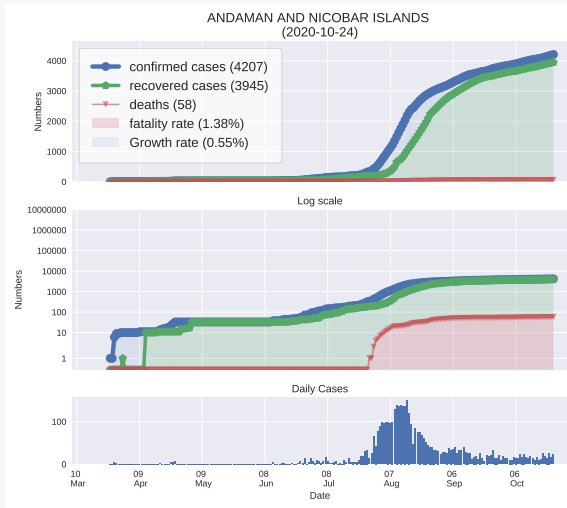 ANDAMAN AND NICOBAR ISLANDS
(2020-10-24)
confirmed cases (4207)
recovered cases (3945)
deaths (58)
fatality rate (1.38%)
Growth rate (0.55%)
Numbers
4000
3000
2000
1000
0
Log scale
Numbers
10000000
1000000
100000
10000
1000
100
10
1
Daily Cases
100
0
10 09 09 08 08 07 06 06
Mar Apr May Jun Jul Aug Sep Oct
Date